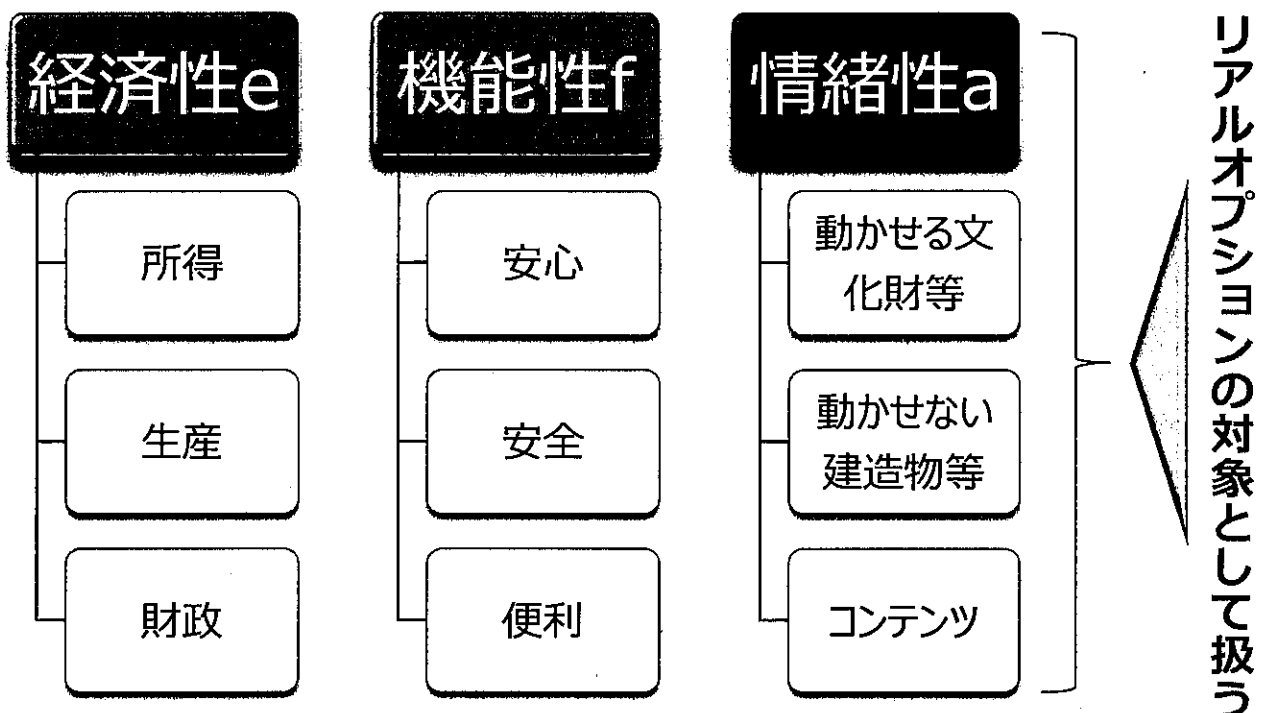 経済性e
所得
生産
財政
機能性f
安心
安全
便利
情緒性a
動かせる文
化財等
動かせない
建造物等
コンテンツ
リアルオプションの対象として扱う